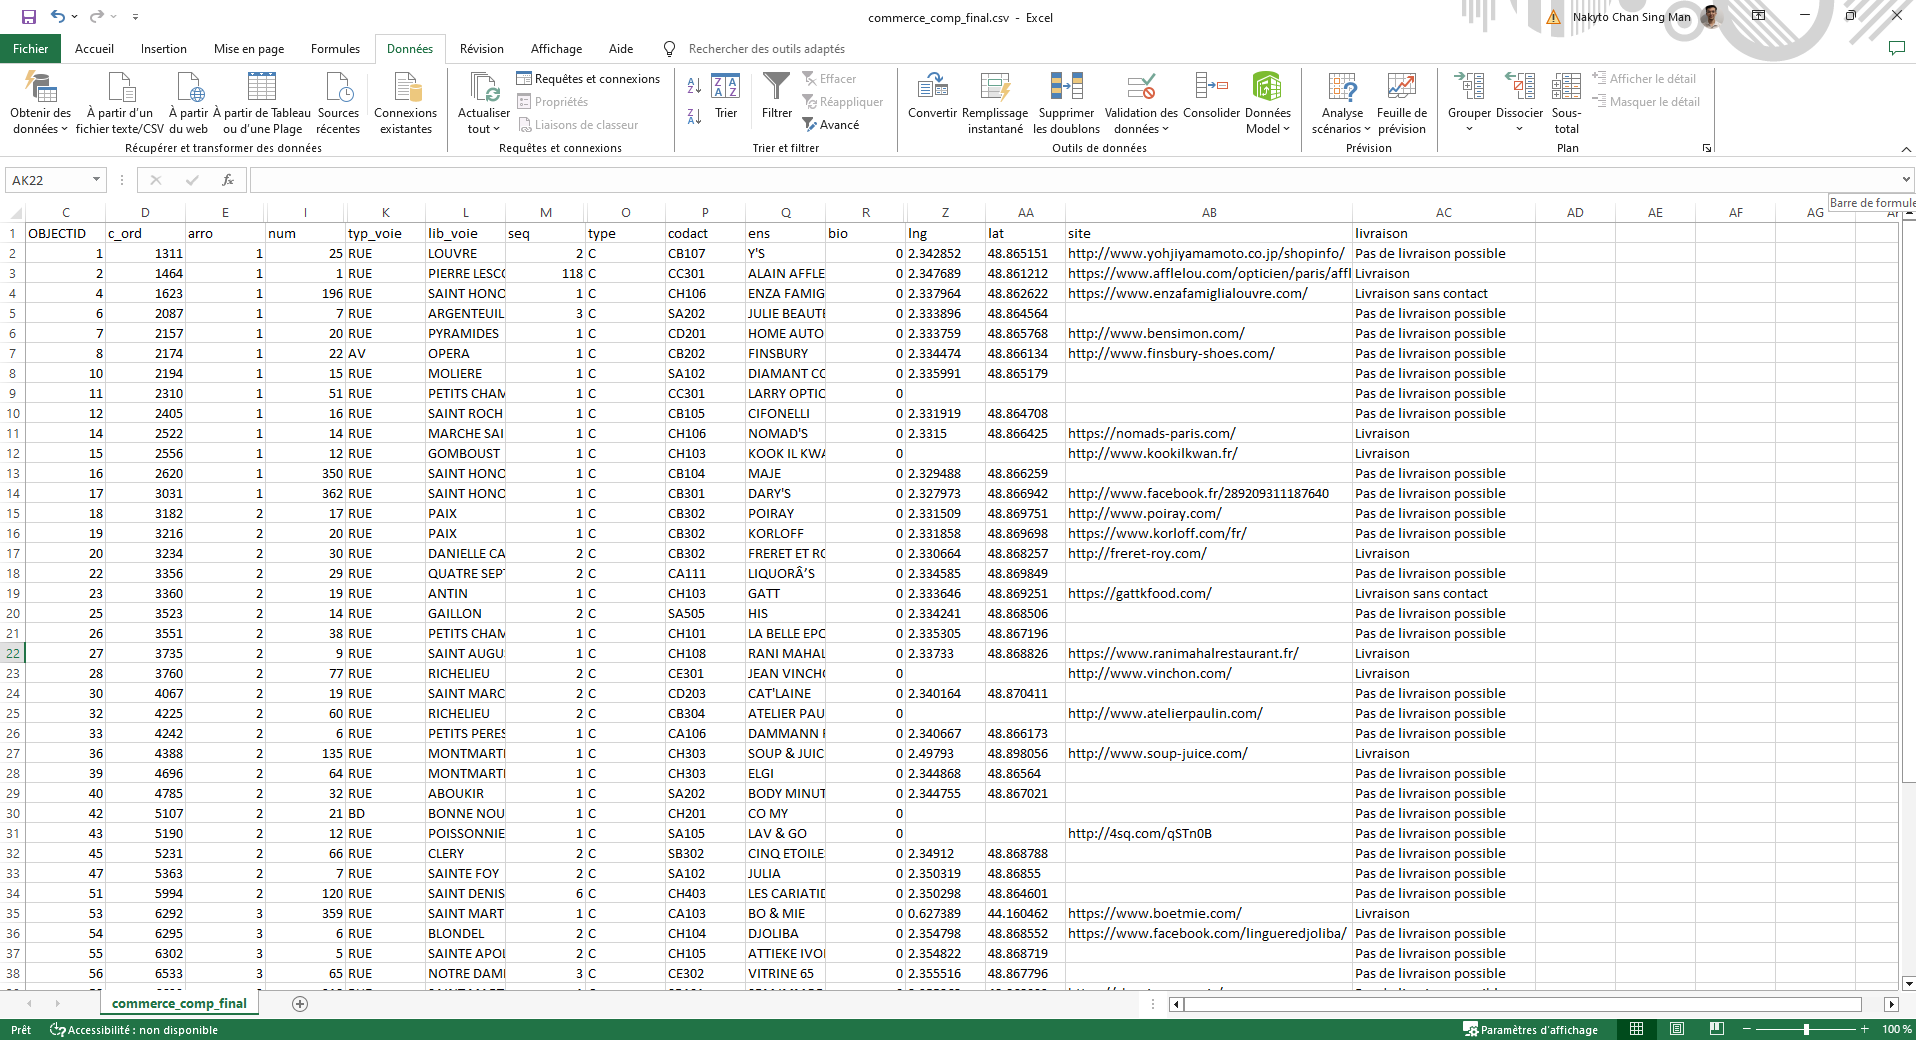 commerce_comp_final.csv - Excel
Nakyto Chan Sing Man
Fichier Accueil Insertion Mise en page Formules Données Révision Affichage Aide Rechercher des outils adaptés
Obtenir des données
À partir d'un fichier texte/CSV
À partir du web
À partir de Tableau ou d'une Plage
Sources récentes
Connexions existantes
Récupérer et transformer des données
Actualiser tout
Requêtes et connexions
Propriétés
Liaisons de classeur
Requêtes et connexions
Trier
Filtrer
Effacer
Réappliquer
Avancé
Trier et filtrer
Convertir
Remplissage instantané
Supprimer les doublons
Validation des données
Consolider
Données Model
Outils de données
Analyse scénarios
Feuille de prévision
Prévision
Grouper
Dissocier
Sous-total
Afficher le détail
Masquer le détail
Plan
AK22 fx
Barre de formule
C D E I K L M O P Q R Z AA AB AC AD AE AF AG
1 OBJECTID c_ord arro num typ_voie lib_voie seq type codact ens bio lng lat site livraison
2 1 1311 1 25 RUE LOUVRE 2 C CB107 Y'S 0 2.342852 48.865151 http://www.yohjiyamamoto.co.jp/shopinfo/ Pas de livraison possible
3 2 1464 1 1 RUE PIERRE LESCO 118 C CC301 ALAIN AFFLE 0 2.347689 48.861212 https://www.afflelou.com/opticien/paris/affl Livraison
4 4 1623 1 196 RUE SAINT HONO 1 C CH106 ENZA FAMIG 0 2.337964 48.862622 https://www.enzafamiglialouvre.com/ Livraison sans contact
5 6 2087 1 7 RUE ARGENTEUIL 3 C SA202 JULIE BEAUTE 0 2.333896 48.864564 Pas de livraison possible
6 7 2157 1 20 RUE PYRAMIDES 1 C CD201 HOME AUTO 0 2.333759 48.865768 http://www.bensimon.com/ Pas de livraison possible
7 8 2174 1 22 AV OPERA 1 C CB202 FINSBURY 0 2.334474 48.866134 http://www.finsbury-shoes.com/ Pas de livraison possible
8 10 2194 1 15 RUE MOLIERE 1 C SA102 DIAMANT CO 0 2.335991 48.865179 Pas de livraison possible
9 11 2310 1 51 RUE PETITS CHAM 1 C CC301 LARRY OPTIC 0 Pas de livraison possible
10 12 2405 1 16 RUE SAINT ROCH 1 C CB105 CIFONELLI 0 2.331919 48.864708 Pas de livraison possible
11 14 2522 1 14 RUE MARCHE SAI 1 C CH106 NOMAD'S 0 2.3315 48.866425 https://nomads-paris.com/ Livraison
12 15 2556 1 12 RUE GOMBOUST 1 C CH103 KOOK IL KWA 0 http://www.kookilkwan.fr/ Livraison
13 16 2620 1 350 RUE SAINT HONO 1 C CB104 MAJE 0 2.329488 48.866259 Pas de livraison possible
14 17 3031 1 362 RUE SAINT HONO 1 C CB301 DARY'S 0 2.327973 48.866942 http://www.facebook.fr/289209311187640 Pas de livraison possible
15 18 3182 2 17 RUE PAIX 1 C CB302 POIRAY 0 2.331509 48.869751 http://www.poiray.com/ Pas de livraison possible
16 19 3216 2 20 RUE PAIX 1 C CB302 KORLOFF 0 2.331858 48.869698 https://www.korloff.com/fr/ Pas de livraison possible
17 20 3234 2 30 RUE DANIELLE CA 2 C CB302 FRERET ET RO 0 2.330664 48.868257 http://freret-roy.com/ Livraison
18 22 3356 2 29 RUE QUATRE SEPT 2 C CA111 LIQUORÂ’S 0 2.334585 48.869849 Pas de livraison possible
19 23 3360 2 19 RUE ANTIN 1 C CH103 GATT 0 2.333646 48.869251 https://gattkfood.com/ Livraison sans contact
20 25 3523 2 14 RUE GAILLON 2 C SA505 HIS 0 2.334241 48.868506 Pas de livraison possible
21 26 3551 2 38 RUE PETITS CHAM 1 C CH101 LA BELLE EPO 0 2.335305 48.867196 Pas de livraison possible
22 27 3735 2 9 RUE SAINT AUGU 1 C CH108 RANI MAHAL 0 2.33733 48.868826 https://www.ranimahalrestaurant.fr/ Livraison
23 28 3760 2 77 RUE RICHELIEU 2 C CE301 JEAN VINCHO 0 http://www.vinchon.com/ Livraison
24 30 4067 2 19 RUE SAINT MARC 2 C CD203 CAT'LAINE 0 2.340164 48.870411 Pas de livraison possible
25 32 4225 2 60 RUE RICHELIEU 2 C CB304 ATELIER PAU 0 http://www.atelierpaulin.com/ Pas de livraison possible
26 33 4242 2 6 RUE PETITS PERES 1 C CA106 DAMMANN F 0 2.340667 48.866173 Pas de livraison possible
27 36 4388 2 135 RUE MONTMARTI 1 C CH303 SOUP & JUIC 0 2.49793 48.898056 http://www.soup-juice.com/ Livraison
28 39 4696 2 64 RUE MONTMARTI 1 C CH303 ELGI 0 2.344868 48.86564 Pas de livraison possible
29 40 4785 2 32 RUE ABOUKIR 1 C SA202 BODY MINUT 0 2.344755 48.867021 Pas de livraison possible
30 42 5107 2 21 BD BONNE NOU 1 C CH201 CO MY 0 Pas de livraison possible
31 43 5190 2 12 RUE POISSONNIE 1 C SA105 LAV & GO 0 http://4sq.com/qSTn0B Pas de livraison possible
32 45 5231 2 66 RUE CLERY 2 C SB302 CINQ ETOILE 0 2.34912 48.868788 Pas de livraison possible
33 47 5363 2 7 RUE SAINTE FOY 2 C SA102 JULIA 0 2.350319 48.86855 Pas de livraison possible
34 51 5994 2 120 RUE SAINT DENIS 6 C CH403 LES CARIATID 0 2.350298 48.864601 Pas de livraison possible
35 53 6292 3 359 RUE SAINT MART 1 C CA103 BO & MIE 0 0.627389 44.160462 https://www.boetmie.com/ Livraison
36 54 6295 3 6 RUE BLONDEL 2 C CH104 DJOLIBA 0 2.354798 48.868552 https://www.facebook.com/lingueredjoliba/ Pas de livraison possible
37 55 6302 3 5 RUE SAINTE APOL 2 C CH105 ATTIEKE IVOI 0 2.354822 48.868719 Pas de livraison possible
38 56 6533 3 65 RUE NOTRE DAM 3 C CE302 VITRINE 65 0 2.355516 48.867796 Pas de livraison possible
commerce_comp_final
Prêt Accessibilité : non disponible Paramètres d'affichage 100 %